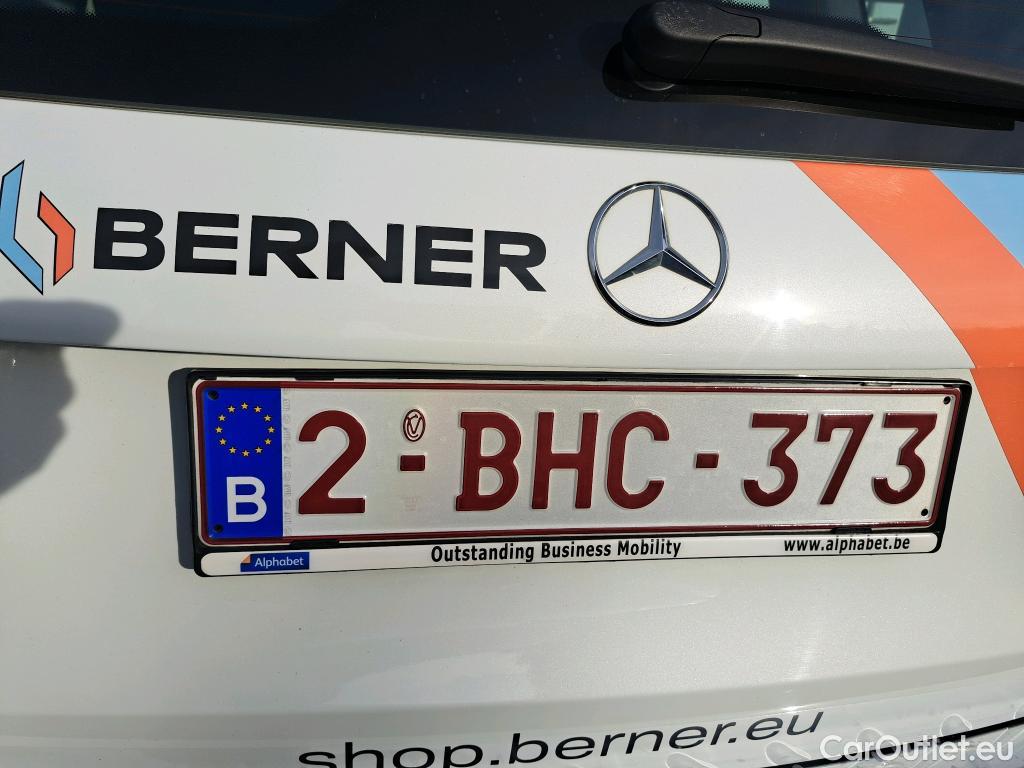 BERNER
B 2-BHC-373
Alphabet Outstanding Business Mobility www.alphabet.be
shop.berner.eu
CarOutlet.eu